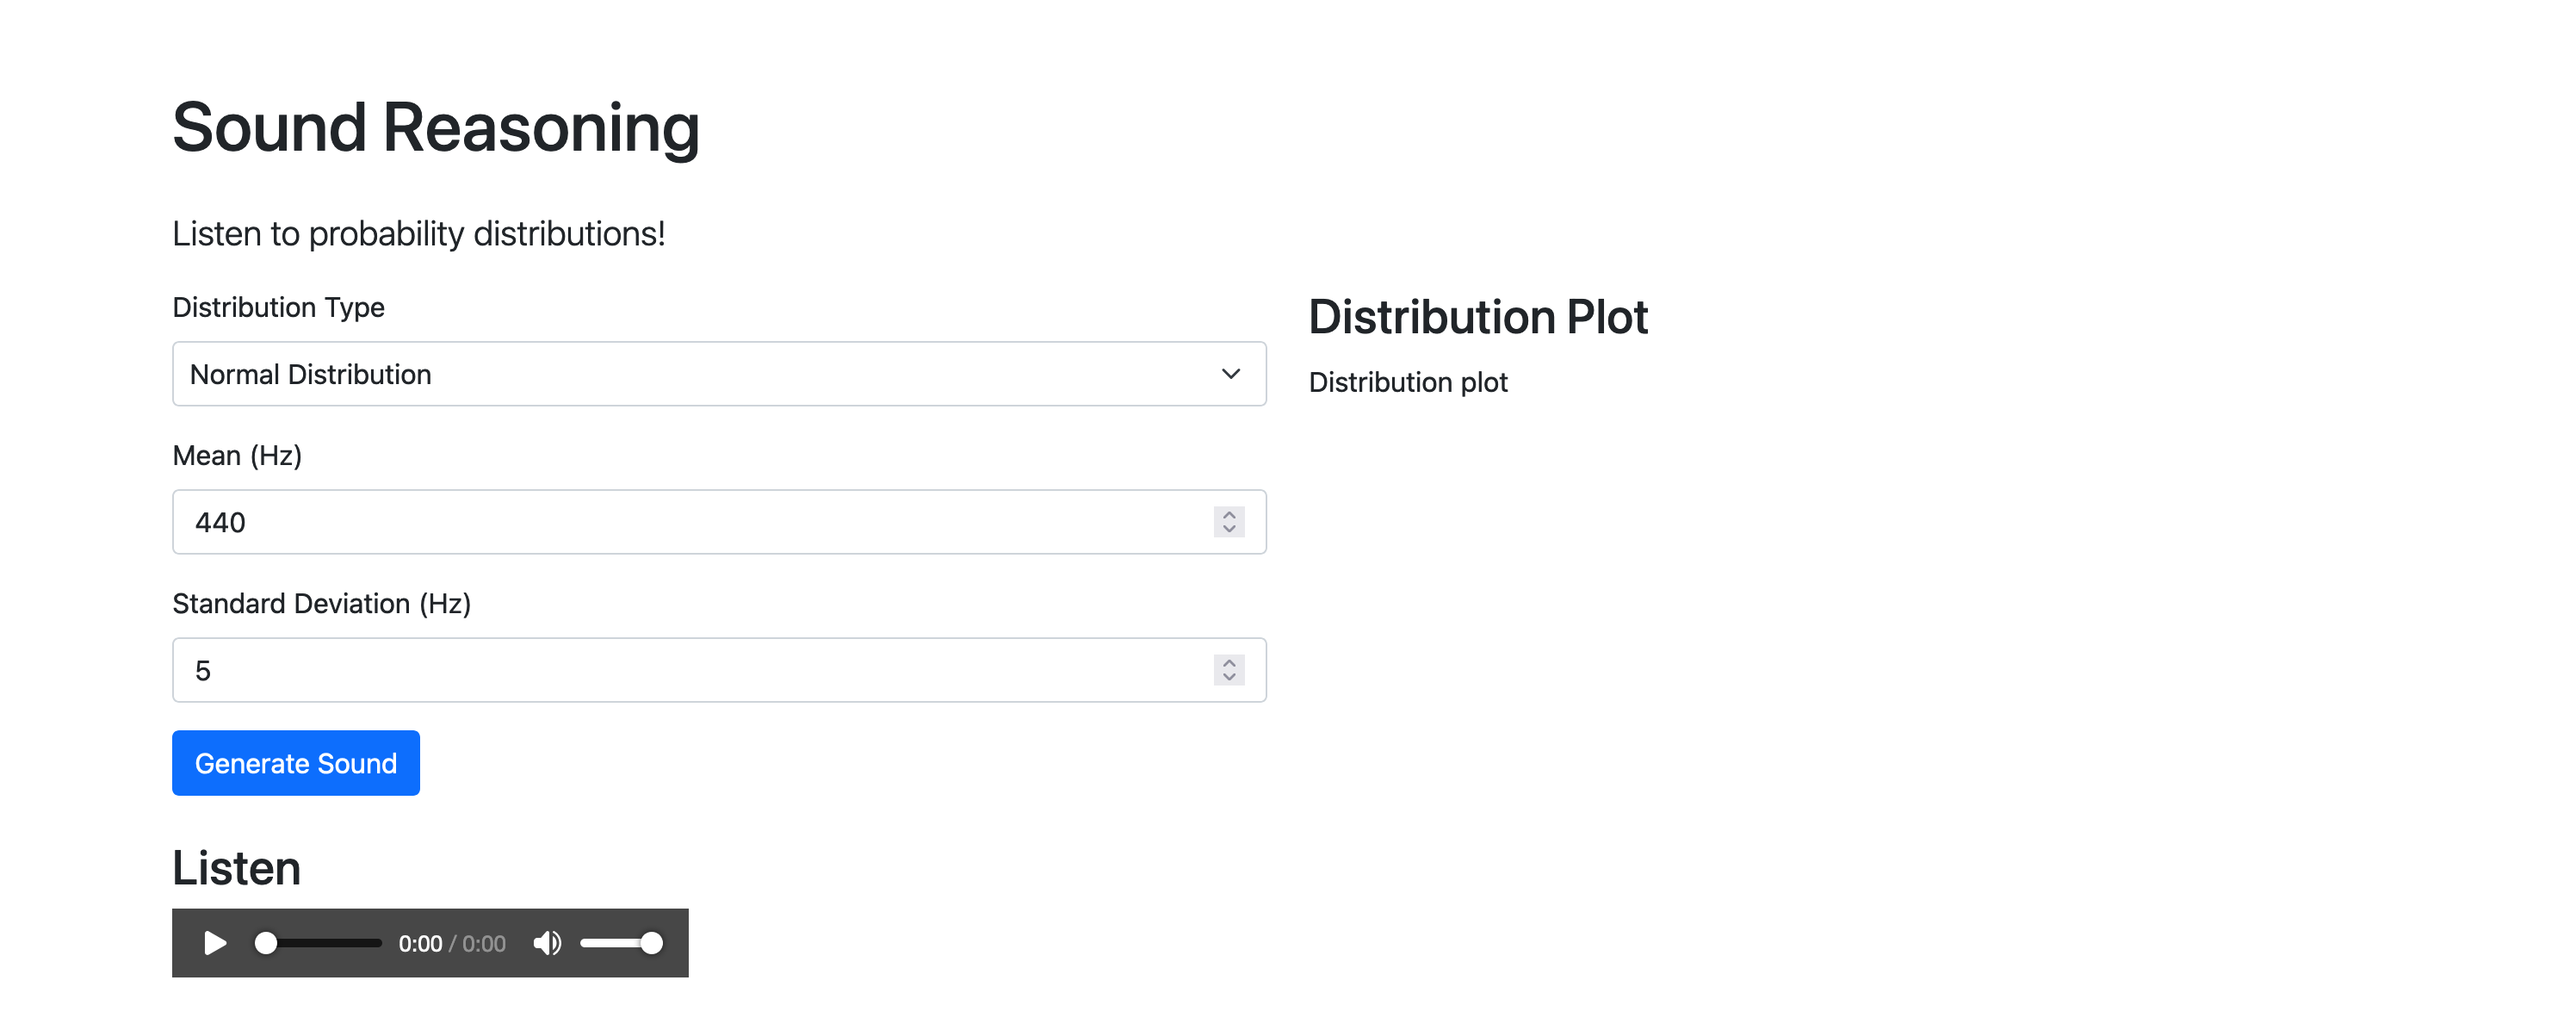 Sound Reasoning
Listen to probability distributions!
Distribution Type
Normal Distribution
Mean (Hz)
440
Standard Deviation (Hz)
5
Generate Sound
Listen
0:00 / 0:00
Distribution Plot
Distribution plot